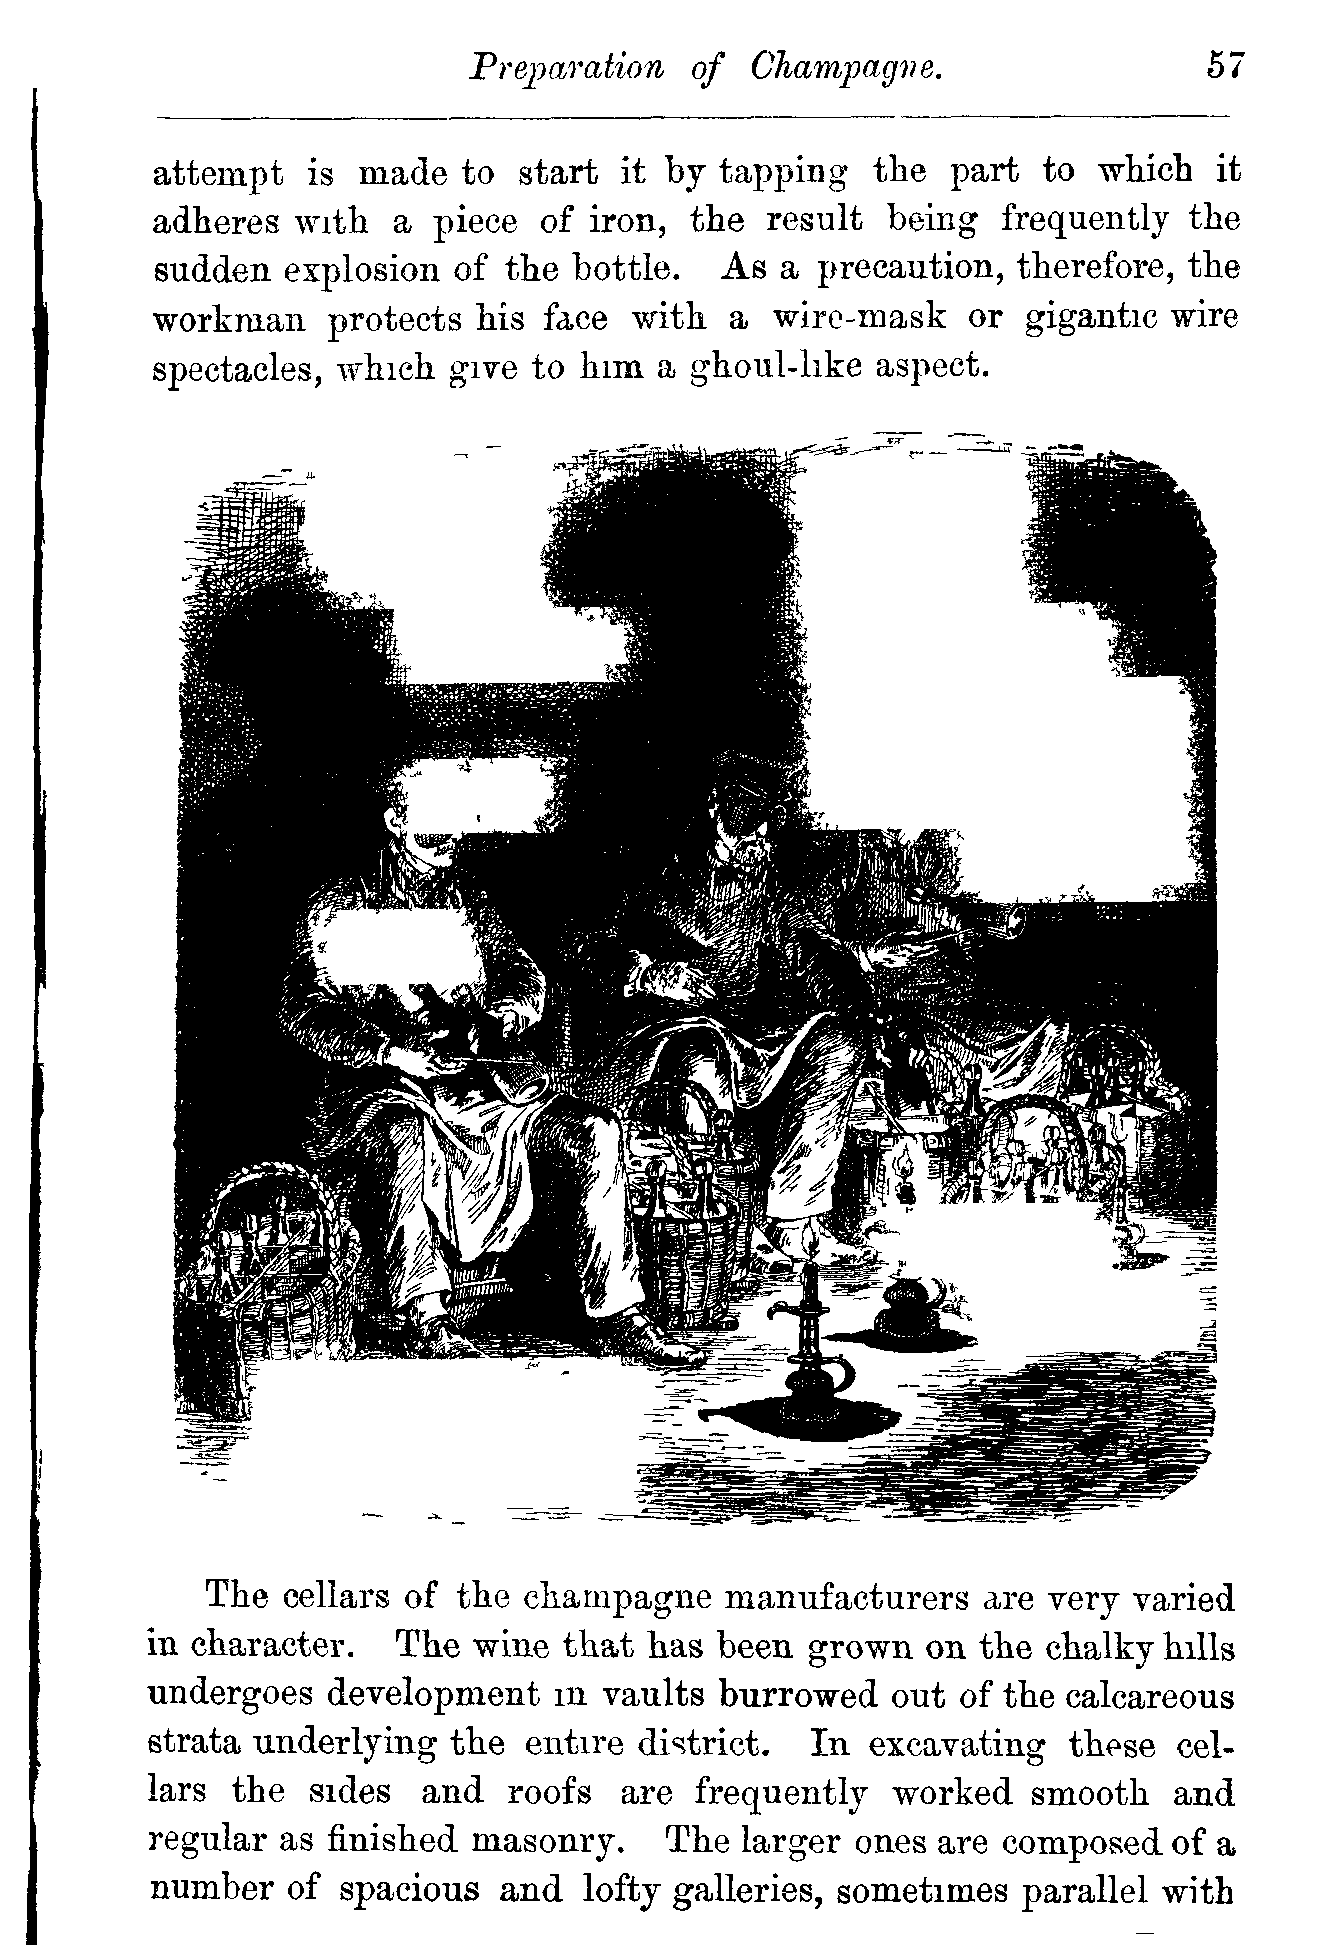 Preparation of Champagne. 57
attempt is made to start it by tapping the part to which it
adheres with a piece of iron, the result being frequently the
sudden explosion of the bottle. As a precaution, therefore, the
workman protects his face with a wire-mask or gigantic wire
spectacles, which give to him a ghoul-like aspect.
The cellars of the champagne manufacturers are very varied
in character. The wine that has been grown on the chalky hills
undergoes development in vaults burrowed out of the calcareous
strata underlying the entire district. In excavating these cel-
lars the sides and roofs are frequently worked smooth and
regular as finished masonry. The larger ones are composed of a
number of spacious and lofty galleries, sometimes parallel with